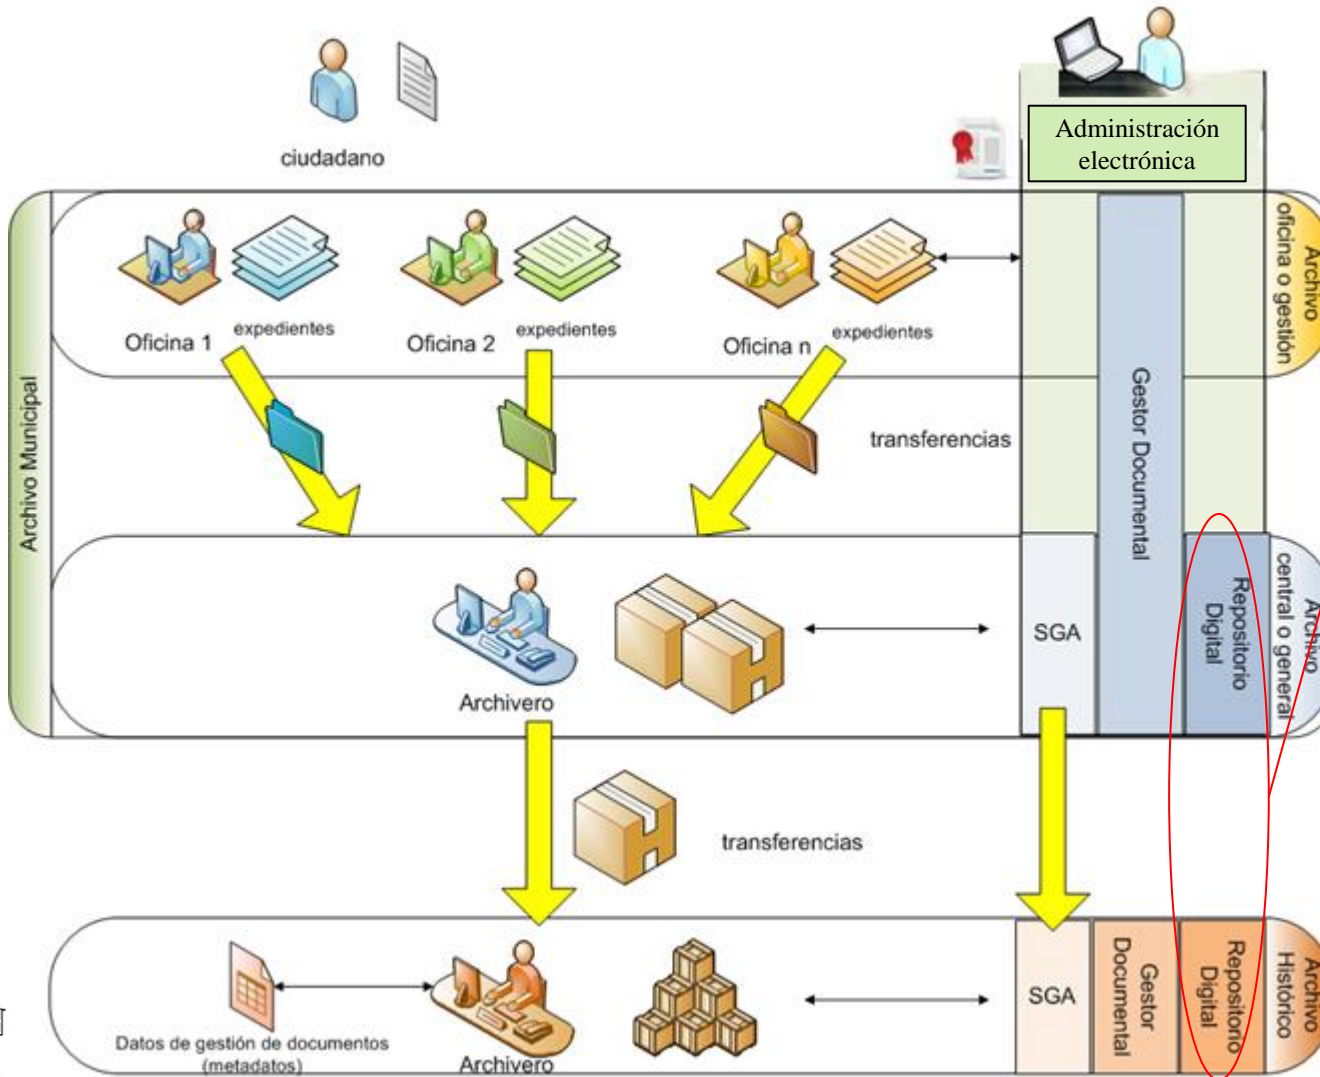 ciudadano
Administración
electrónica
Archivo Municipal
Oficina 1
expedientes
Oficina 2
expedientes
Oficina n
expedientes
Archivo
oficina o gestión
Gestor Documental
transferencias
Archivero
SGA
Repositorio
Digital
Archivo
central o general
transferencias
Datos de gestión de documentos
(metadatos)
Archivero
SGA
Gestor
Documental
Repositorio
Digital
Archivo
Histórico